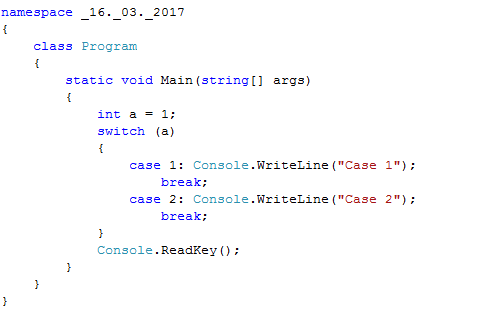 namespace _16._03._2017
{
    class Program
    {
        static void Main(string[] args)
        {
            int a = 1;
            switch (a)
            {
                case 1: Console.WriteLine("Case 1");
                    break;
                case 2: Console.WriteLine("Case 2");
                    break;
            }
            Console.ReadKey();
        }
    }
}